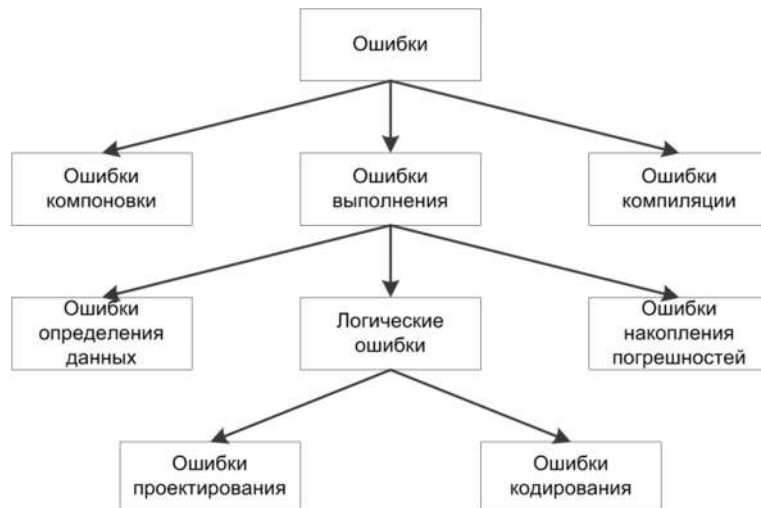 Ошибки
Ошибки
компоновки
Ошибки
выполнения
Ошибки
компиляции
Ошибки
определения
данных
Логические
ошибки
Ошибки
накопления
погрешностей
Ошибки
проектирования
Ошибки
кодирования